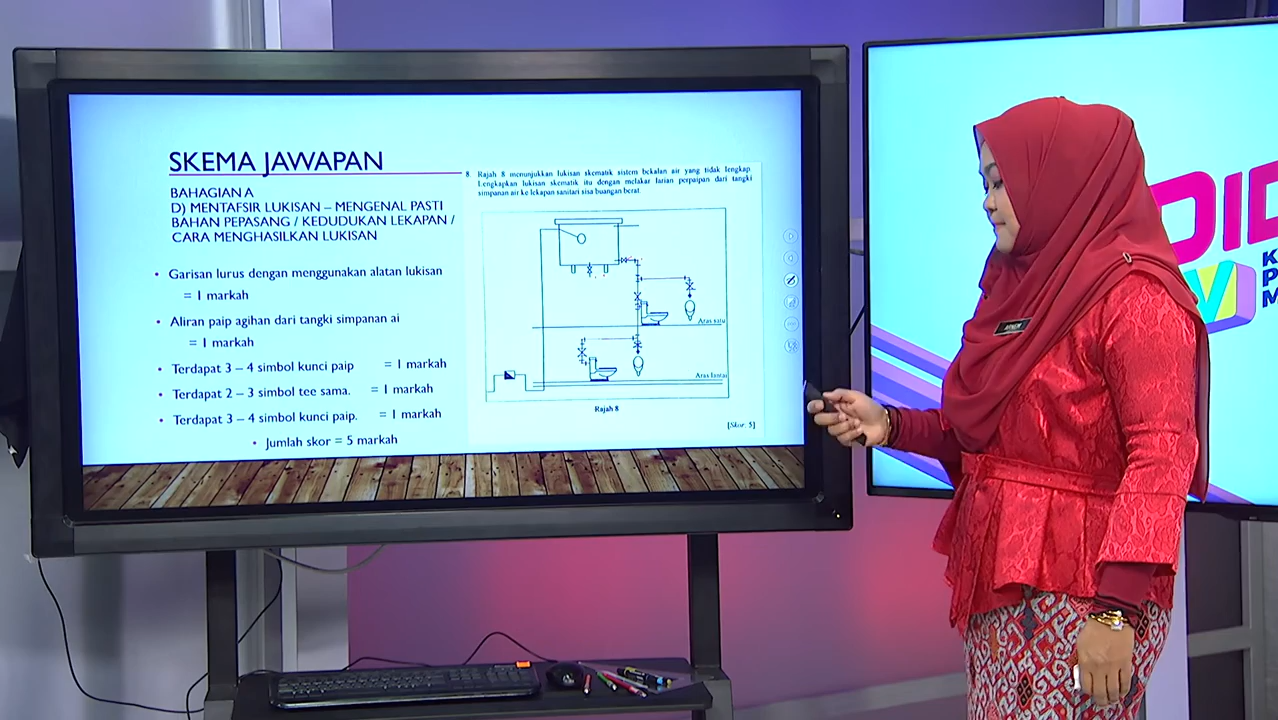 SKEMA JAWAPAN
BAHAGIAN A
D) MENTAFSIR LUKISAN – MENGENAL PASTI
BAHAN PEPASANG / KEDUDUKAN LEKAPAN /
CARA MENGHASILKAN LUKISAN
• Garisan lurus dengan menggunakan alatan lukisan
= 1 markah
• Aliran paip agihan dari tangki simpanan ai
= 1 markah
• Terdapat 3 – 4 simbol kunci paip = 1 markah
• Terdapat 2 – 3 simbol tee sama. = 1 markah
• Terdapat 3 – 4 simbol kunci paip. = 1 markah
• Jumlah skor = 5 markah
8. Rajah 8 menunjukkan lukisan skematik sistem bekalan air yang tidak lengkap.
Lengkapkan lukisan skematik itu dengan melakar larian perpaipan dari tangki
simpanan air ke lekapan sanitari sisa buangan berat.
Aras satu
Aras lantai
Rajah 8
[Skor: 5]
DID
TV
K
P
M